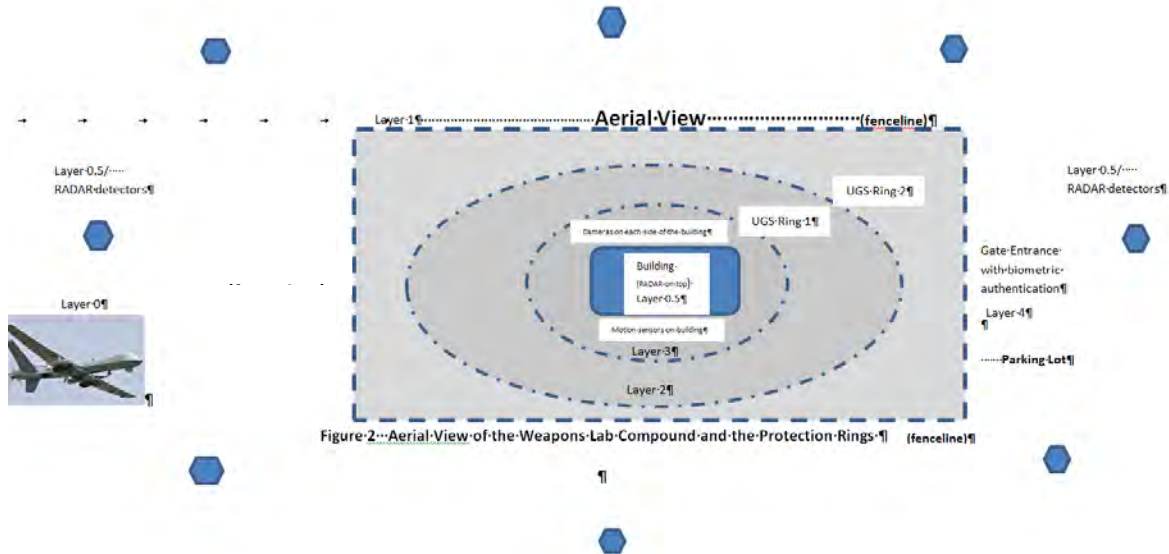 Layer·1¶ Aerial·View (fenceline)¶
Layer·0.5/·····
RADAR·detectors¶
Layer·0.5/·····
RADAR·detectors¶
UGS·Ring·2¶
UGS·Ring·1¶
Cameras on each side of the building¶
Building·
(RADAR·on·top)·
Layer·0.5¶
Motion·sensors·on·building¶
Layer·3¶
Layer·2¶
Gate·Entrance·
with·biometric·
authentication¶
Layer·4¶
¶
······Parking·Lot¶
Layer·0¶
¶
Figure·2···Aerial·View·of·the·Weapons·Lab·Compound·and·the·Protection·Rings·¶ (fenceline)¶
¶